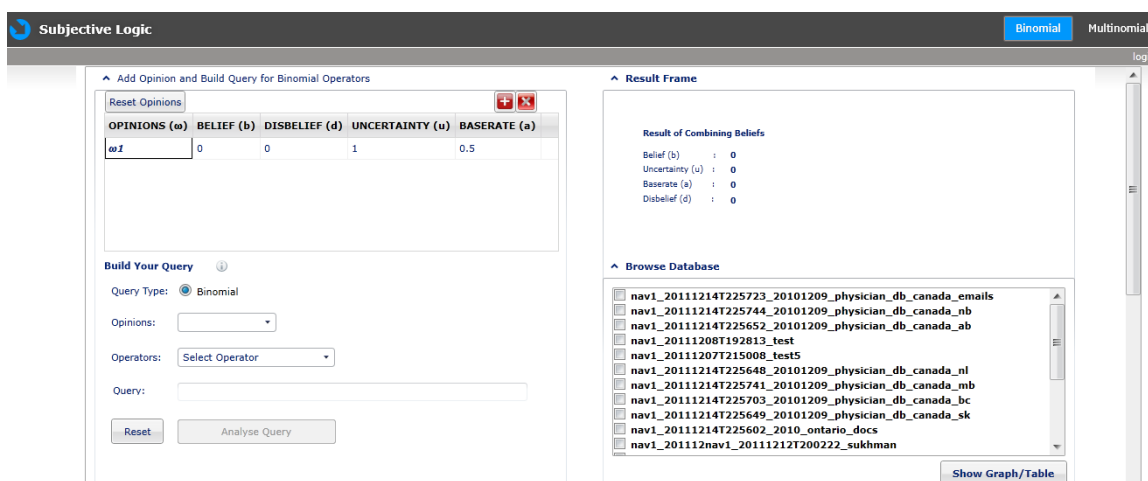 Subjective Logic
Binomial
Multinomial
log
Add Opinion and Build Query for Binomial Operators
Reset Opinions
OPINIONS (ω) BELIEF (b) DISBELIEF (d) UNCERTAINTY (u) BASERATE (a)
ω1 0 0 1 0.5
Build Your Query
Query Type: Binomial
Opinions:
Operators: Select Operator
Query:
Reset
Analyse Query
Result Frame
Result of Combining Beliefs
Belief (b) : 0
Uncertainty (u) : 0
Baserate (a) : 0
Disbelief (d) : 0
Browse Database
nav1_20111214T225723_20101209_physician_db_canada_emails
nav1_20111214T225744_20101209_physician_db_canada_nb
nav1_20111214T225652_20101209_physician_db_canada_ab
nav1_20111208T192813_test
nav1_20111207T215008_test5
nav1_20111214T225648_20101209_physician_db_canada_nl
nav1_20111214T225741_20101209_physician_db_canada_mb
nav1_20111214T225703_20101209_physician_db_canada_bc
nav1_20111214T225649_20101209_physician_db_canada_sk
nav1_20111214T225602_2010_ontario_docs
nav1_201112nav1_20111212T200222_sukhman
Show Graph/Table